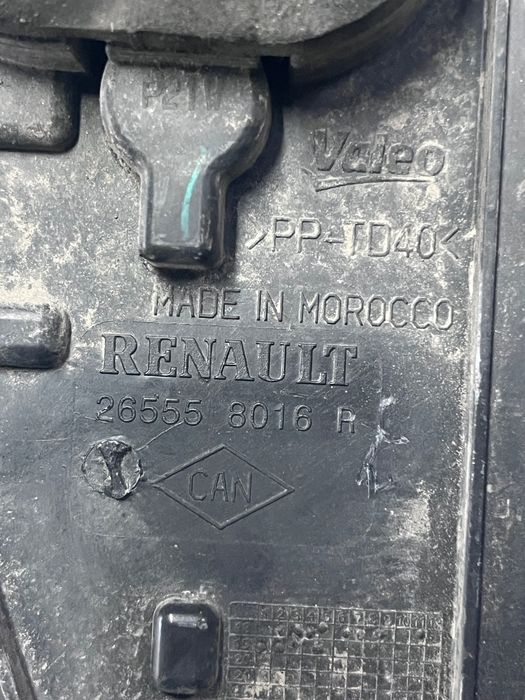 P21W
Valeo
>PP-TD40<
MADE IN MOROCCO
RENAULT
26555 8016 R
CAN